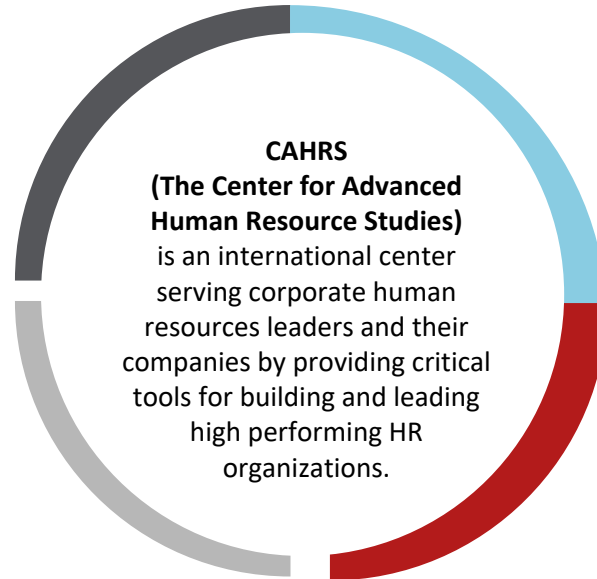 CAHRS
(The Center for Advanced
Human Resource Studies)
is an international center
serving corporate human
resources leaders and their
companies by providing critical
tools for building and leading
high performing HR
organizations.